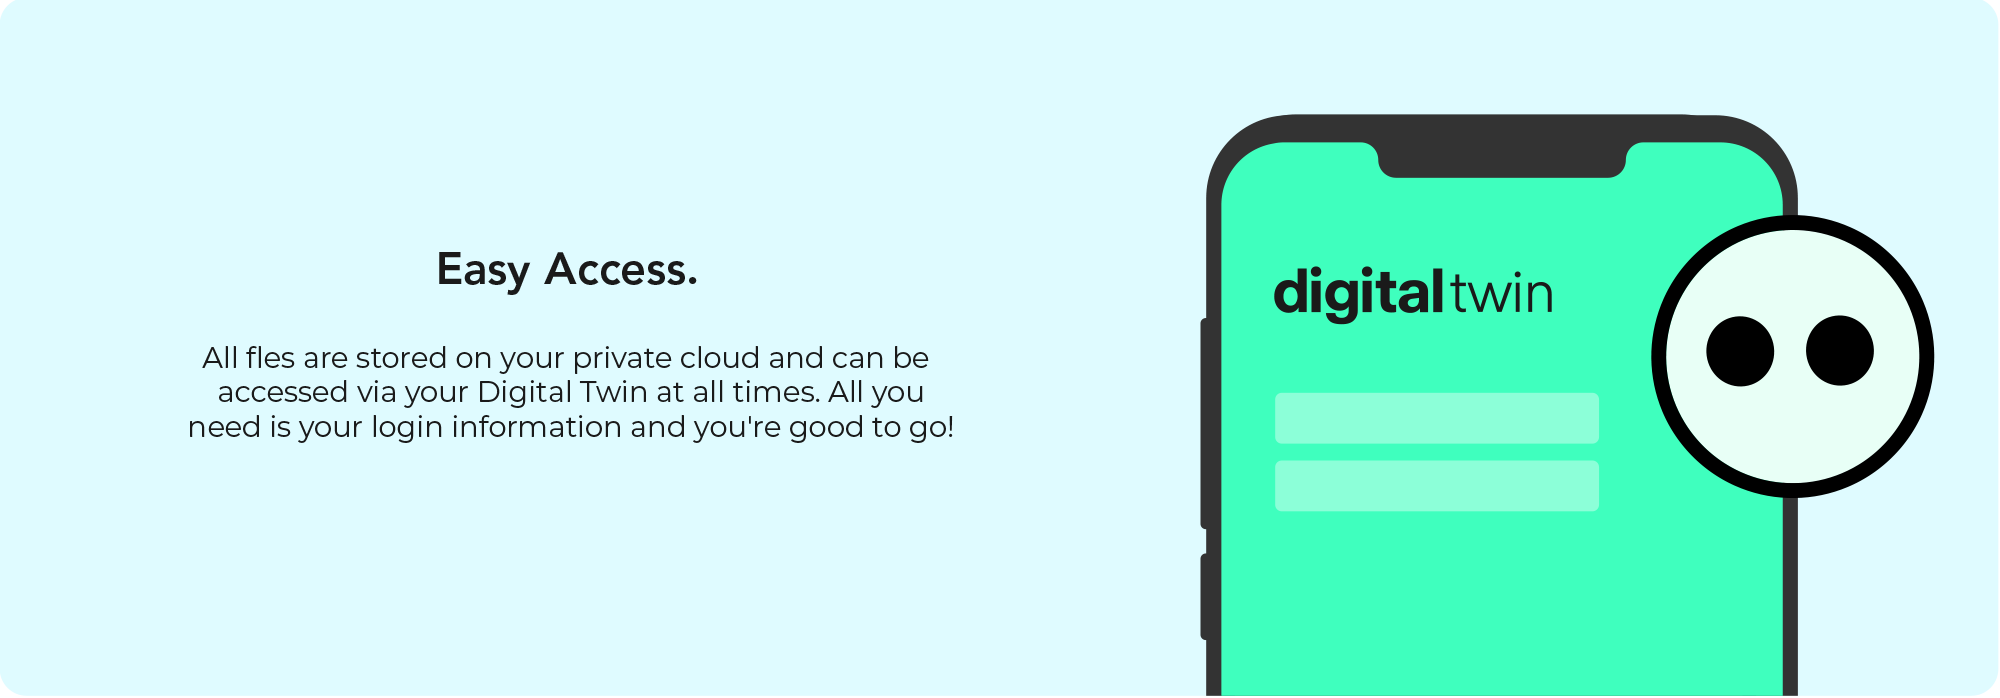 Easy Access.
All fles are stored on your private cloud and can be
accessed via your Digital Twin at all times. All you
need is your login information and you're good to go!
digitaltwin